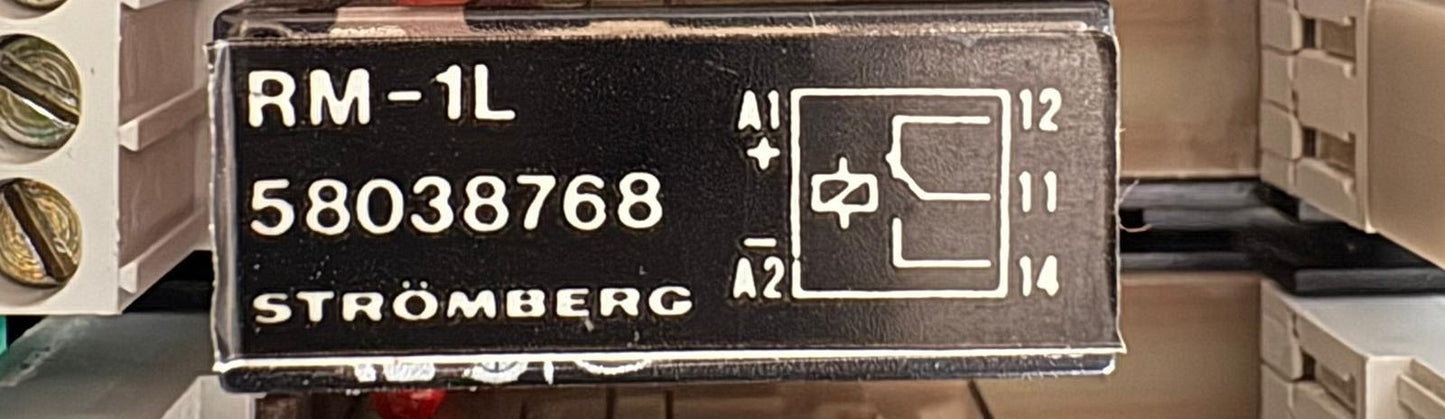 RM-1L
58038768
STRÖMBERG
A1 12
+
11
−
A2 14